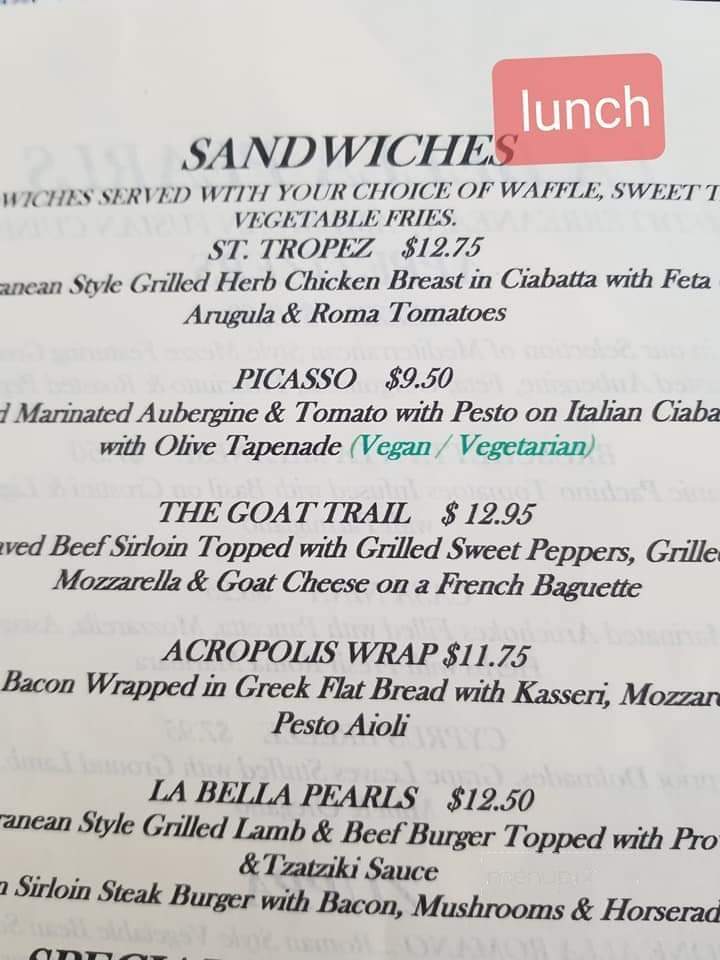 lunch
SANDWICHES
WICHES SERVED WITH YOUR CHOICE OF WAFFLE, SWEET T
VEGETABLE FRIES.
ST. TROPEZ $12.75
anean Style Grilled Herb Chicken Breast in Ciabatta with Feta
Arugula & Roma Tomatoes
PICASSO $9.50
d Marinated Aubergine & Tomato with Pesto on Italian Ciaba
with Olive Tapenade (Vegan / Vegetarian)
THE GOAT TRAIL $ 12.95
aved Beef Sirloin Topped with Grilled Sweet Peppers, Grille
Mozzarella & Goat Cheese on a French Baguette
ACROPOLIS WRAP $11.75
Bacon Wrapped in Greek Flat Bread with Kasseri, Mozzar
Pesto Aioli
LA BELLA PEARLS $12.50
ranean Style Grilled Lamb & Beef Burger Topped with Pro
&Tzatziki Sauce
n Sirloin Steak Burger with Bacon, Mushrooms & Horserad